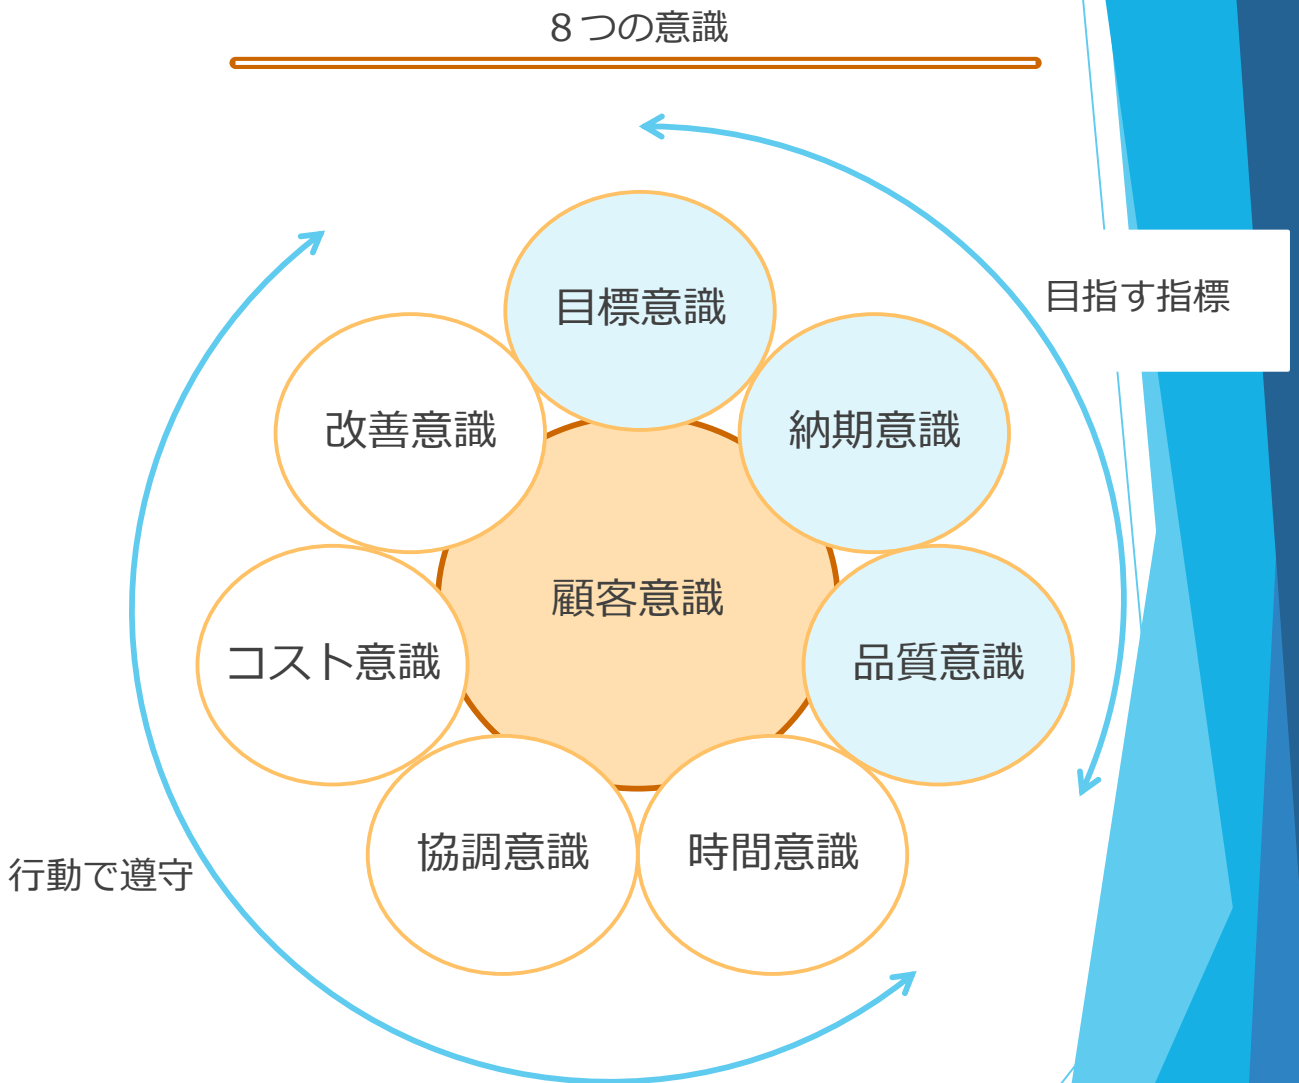 ８つの意識
目指す指標
目標意識
改善意識
納期意識
顧客意識
コスト意識
品質意識
協調意識
時間意識
行動で遵守